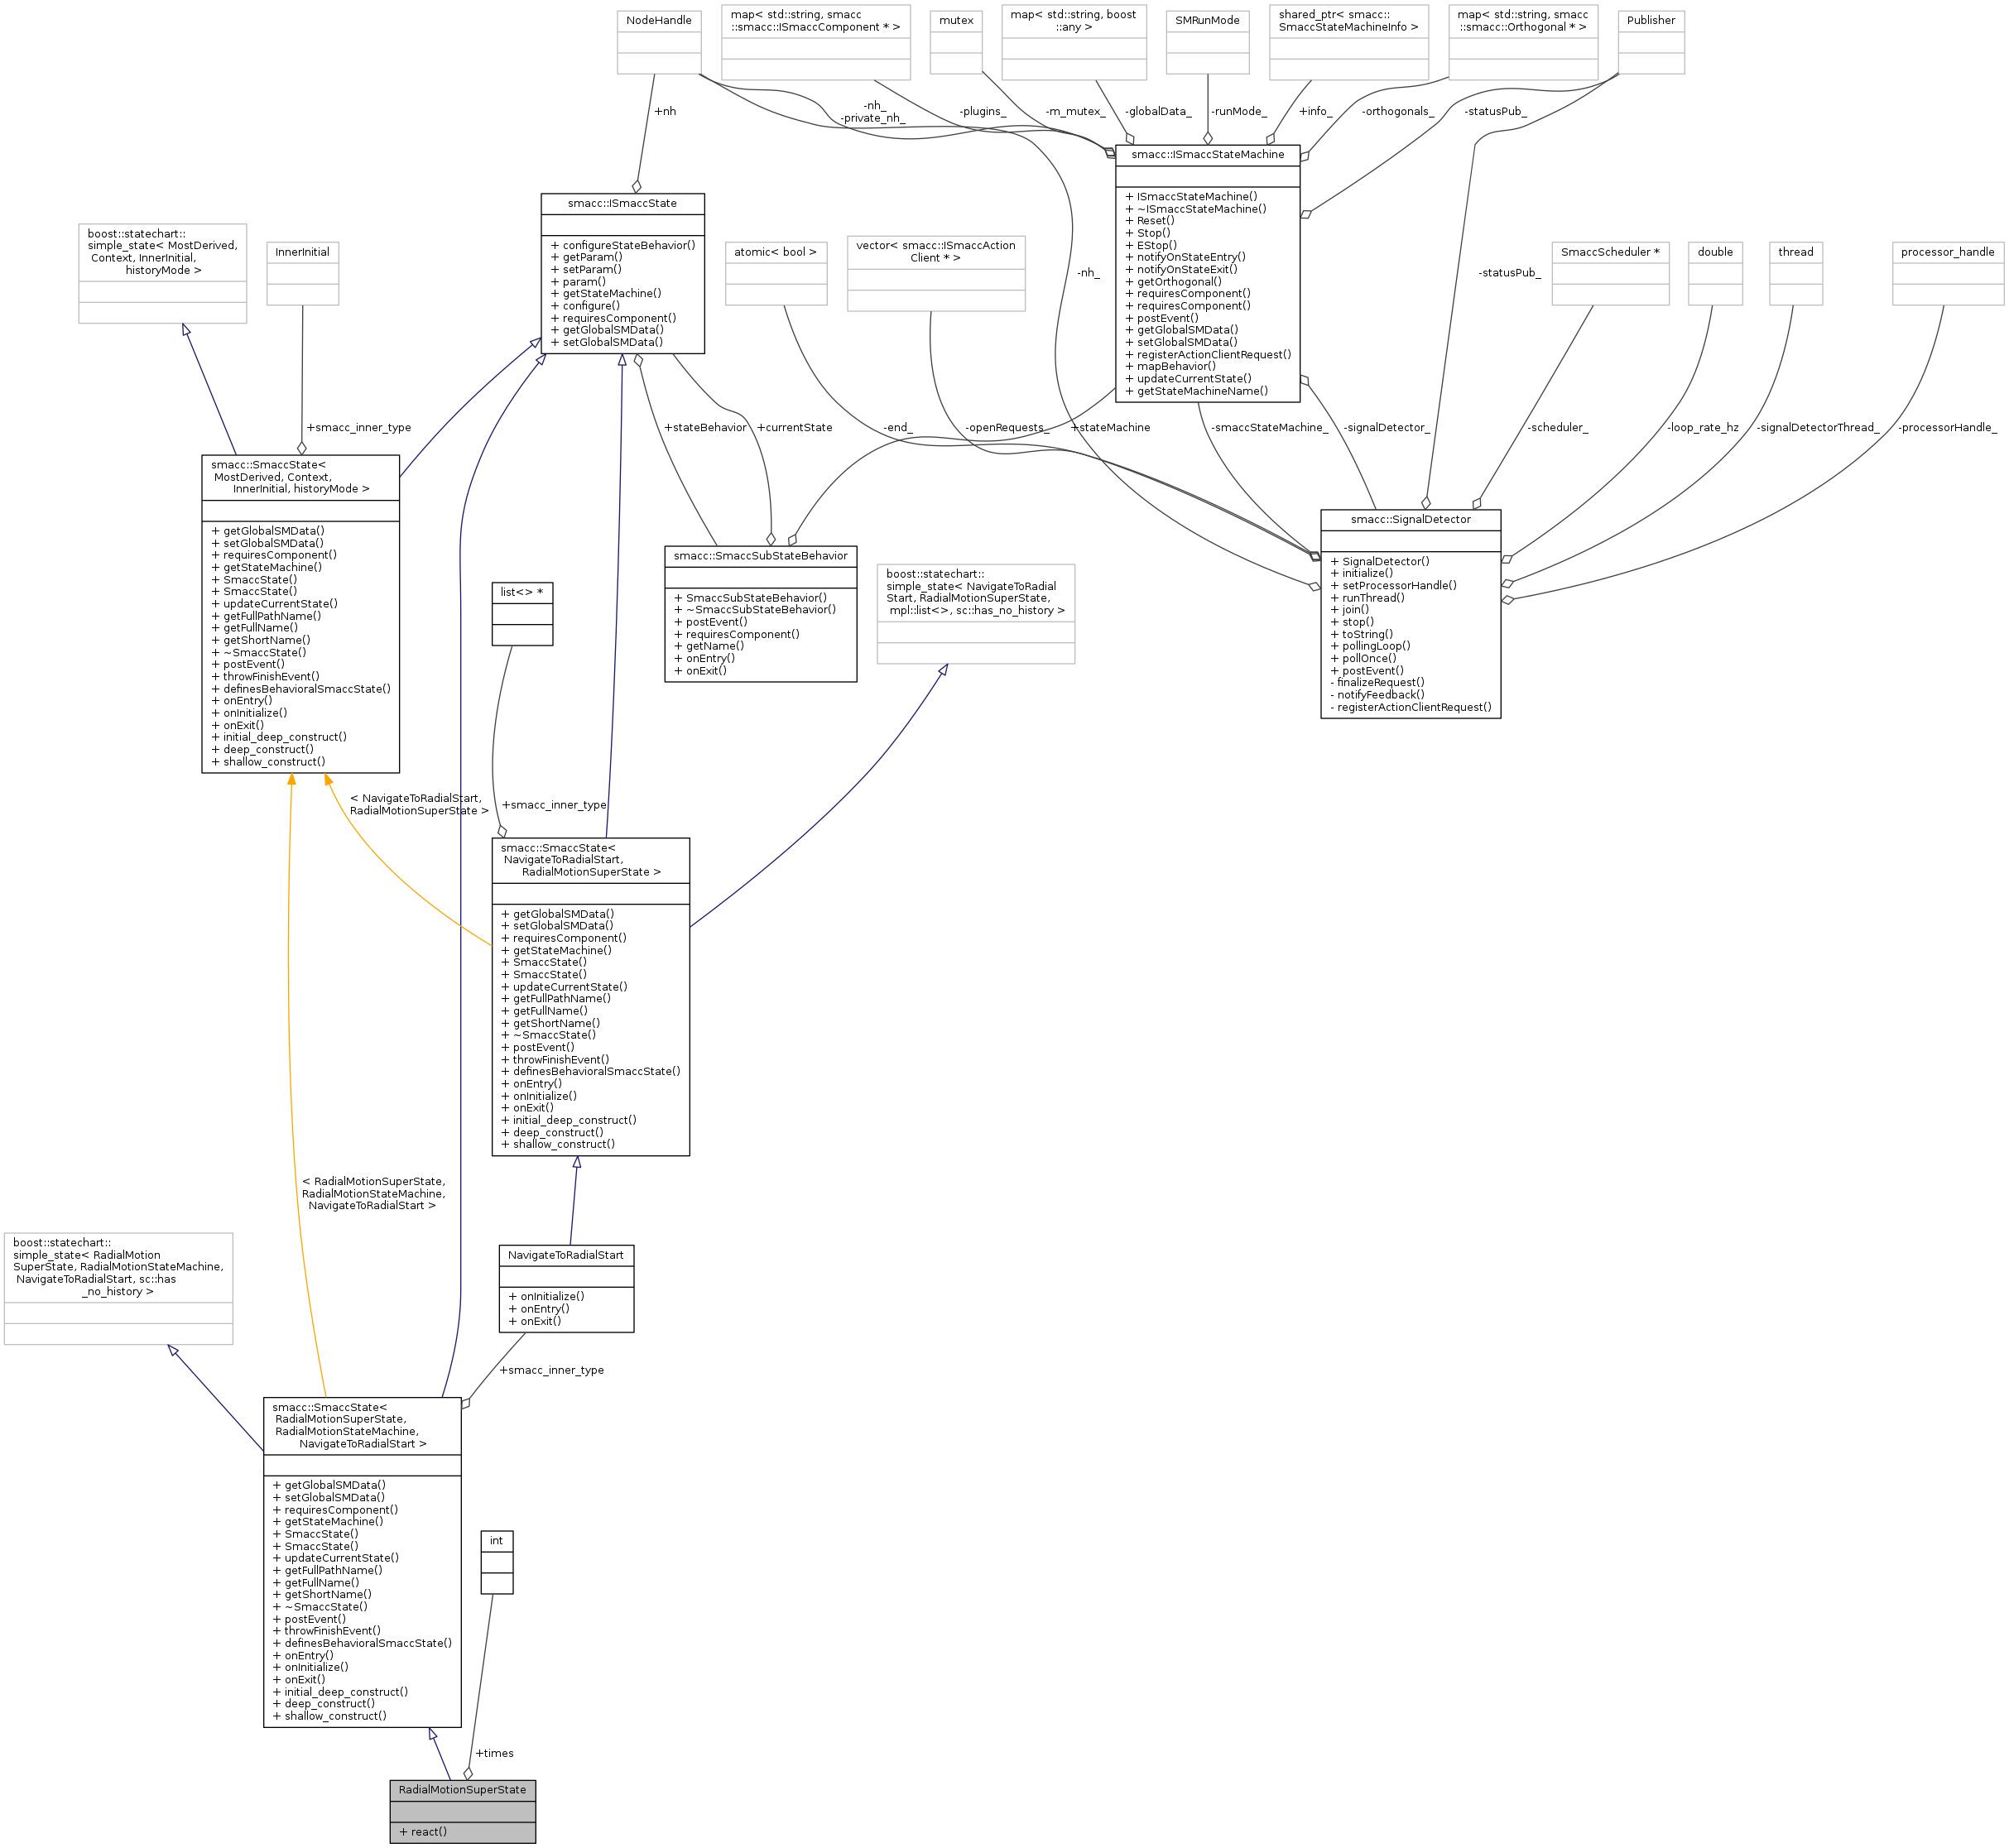 NodeHandle
map< std::string, smacc
::smacc::ISmaccComponent * >
mutex
map< std::string, boost
::any >
SMRunMode
shared_ptr< smacc::
SmaccStateMachineInfo >
map< std::string, smacc
::smacc::Orthogonal * >
Publisher
+nh
-nh_
-private_nh_
-plugins_
-m_mutex_
-globalData_
-runMode_
+info_
-orthogonals_
-statusPub_
smacc::ISmaccStateMachine
+ ISmaccStateMachine()
+ ~ISmaccStateMachine()
+ Reset()
+ Stop()
+ EStop()
+ notifyOnStateEntry()
+ notifyOnStateExit()
+ getOrthogonal()
+ requiresComponent()
+ requiresComponent()
+ postEvent()
+ getGlobalSMData()
+ setGlobalSMData()
+ registerActionClientRequest()
+ mapBehavior()
+ updateCurrentState()
+ getStateMachineName()
smacc::ISmaccState
+ configureStateBehavior()
+ getParam()
+ setParam()
+ param()
+ getStateMachine()
+ configure()
+ requiresComponent()
+ getGlobalSMData()
+ setGlobalSMData()
boost::statechart::
simple_state< MostDerived,
Context, InnerInitial,
historyMode >
InnerInitial
atomic< bool >
vector< smacc::ISmaccAction
Client * >
-nh_
-statusPub_
SmaccScheduler *
double
thread
processor_handle
+smacc_inner_type
+stateBehavior
+currentState
-end_
-openRequests_
+stateMachine
-smaccStateMachine_
-signalDetector_
-scheduler_
-loop_rate_hz
-signalDetectorThread_
-processorHandle_
smacc::SmaccState<
MostDerived, Context,
InnerInitial, historyMode >
+ getGlobalSMData()
+ setGlobalSMData()
+ requiresComponent()
+ getStateMachine()
+ SmaccState()
+ SmaccState()
+ updateCurrentState()
+ getFullPathName()
+ getFullName()
+ getShortName()
+ ~SmaccState()
+ postEvent()
+ throwFinishEvent()
+ definesBehavioralSmaccState()
+ onEntry()
+ onInitialize()
+ onExit()
+ initial_deep_construct()
+ deep_construct()
+ shallow_construct()
smacc::SignalDetector
+ SignalDetector()
+ initialize()
+ setProcessorHandle()
+ runThread()
+ join()
+ stop()
+ toString()
+ pollingLoop()
+ pollOnce()
+ postEvent()
- finalizeRequest()
- notifyFeedback()
- registerActionClientRequest()
smacc::SmaccSubStateBehavior
+ SmaccSubStateBehavior()
+ ~SmaccSubStateBehavior()
+ postEvent()
+ requiresComponent()
+ getName()
+ onEntry()
+ onExit()
list<> *
boost::statechart::
simple_state< NavigateToRadial
Start, RadialMotionSuperState,
mpl::list<>, sc::has_no_history >
< NavigateToRadialStart,
RadialMotionSuperState >
+smacc_inner_type
smacc::SmaccState<
NavigateToRadialStart,
RadialMotionSuperState >
+ getGlobalSMData()
+ setGlobalSMData()
+ requiresComponent()
+ getStateMachine()
+ SmaccState()
+ SmaccState()
+ updateCurrentState()
+ getFullPathName()
+ getFullName()
+ getShortName()
+ ~SmaccState()
+ postEvent()
+ throwFinishEvent()
+ definesBehavioralSmaccState()
+ onEntry()
+ onInitialize()
+ onExit()
+ initial_deep_construct()
+ deep_construct()
+ shallow_construct()
< RadialMotionSuperState,
RadialMotionStateMachine,
NavigateToRadialStart >
boost::statechart::
simple_state< RadialMotion
SuperState, RadialMotionStateMachine,
NavigateToRadialStart, sc::has
_no_history >
NavigateToRadialStart
+ onInitialize()
+ onEntry()
+ onExit()
+smacc_inner_type
smacc::SmaccState<
RadialMotionSuperState,
RadialMotionStateMachine,
NavigateToRadialStart >
+ getGlobalSMData()
+ setGlobalSMData()
+ requiresComponent()
+ getStateMachine()
+ SmaccState()
+ SmaccState()
+ updateCurrentState()
+ getFullPathName()
+ getFullName()
+ getShortName()
+ ~SmaccState()
+ postEvent()
+ throwFinishEvent()
+ definesBehavioralSmaccState()
+ onEntry()
+ onInitialize()
+ onExit()
+ initial_deep_construct()
+ deep_construct()
+ shallow_construct()
int
+times
RadialMotionSuperState
+ react()